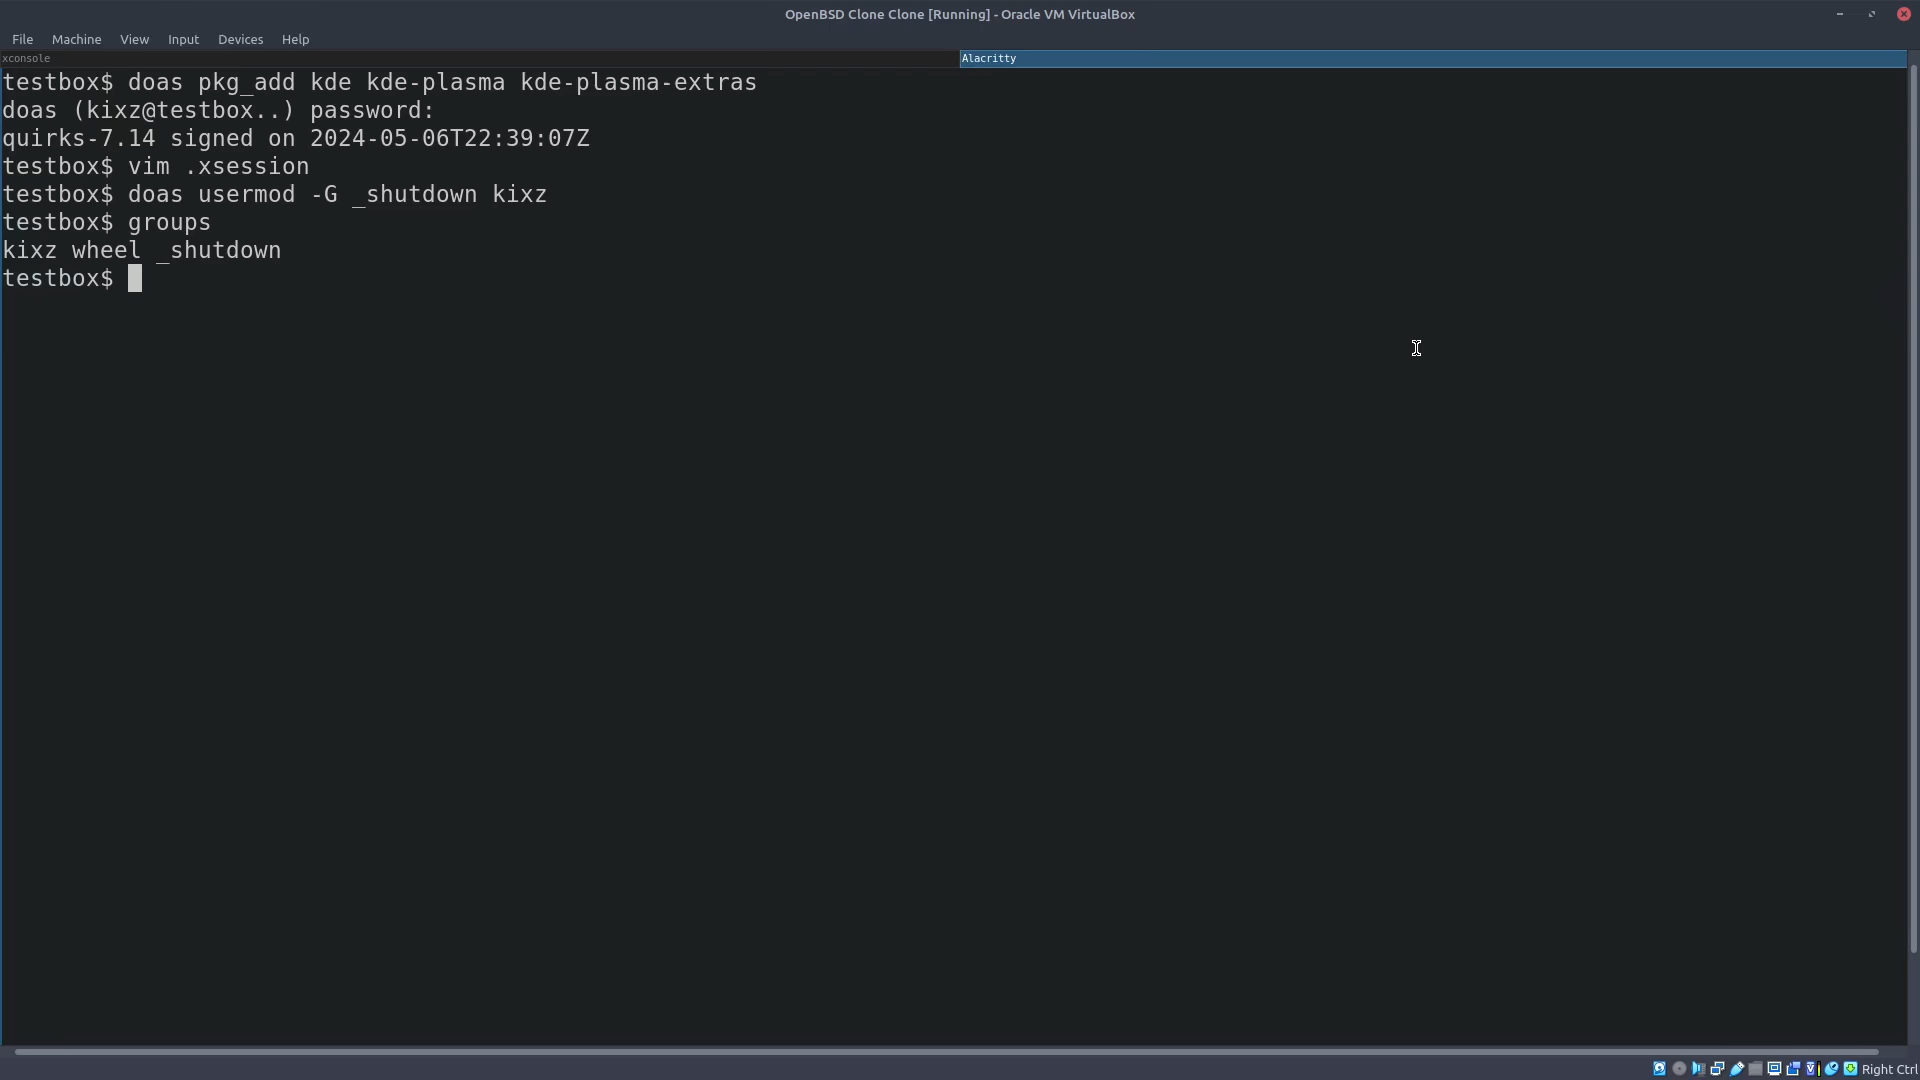 OpenBSD Clone Clone [Running] - Oracle VM VirtualBox
File Machine View Input Devices Help
xconsole
Alacritty
testbox$ doas pkg_add kde kde-plasma kde-plasma-extras
doas (kixz@testbox..) password:
quirks-7.14 signed on 2024-05-06T22:39:07Z
testbox$ vim .xsession
testbox$ doas usermod -G _shutdown kixz
testbox$ groups
kixz wheel _shutdown
testbox$
Right Ctrl